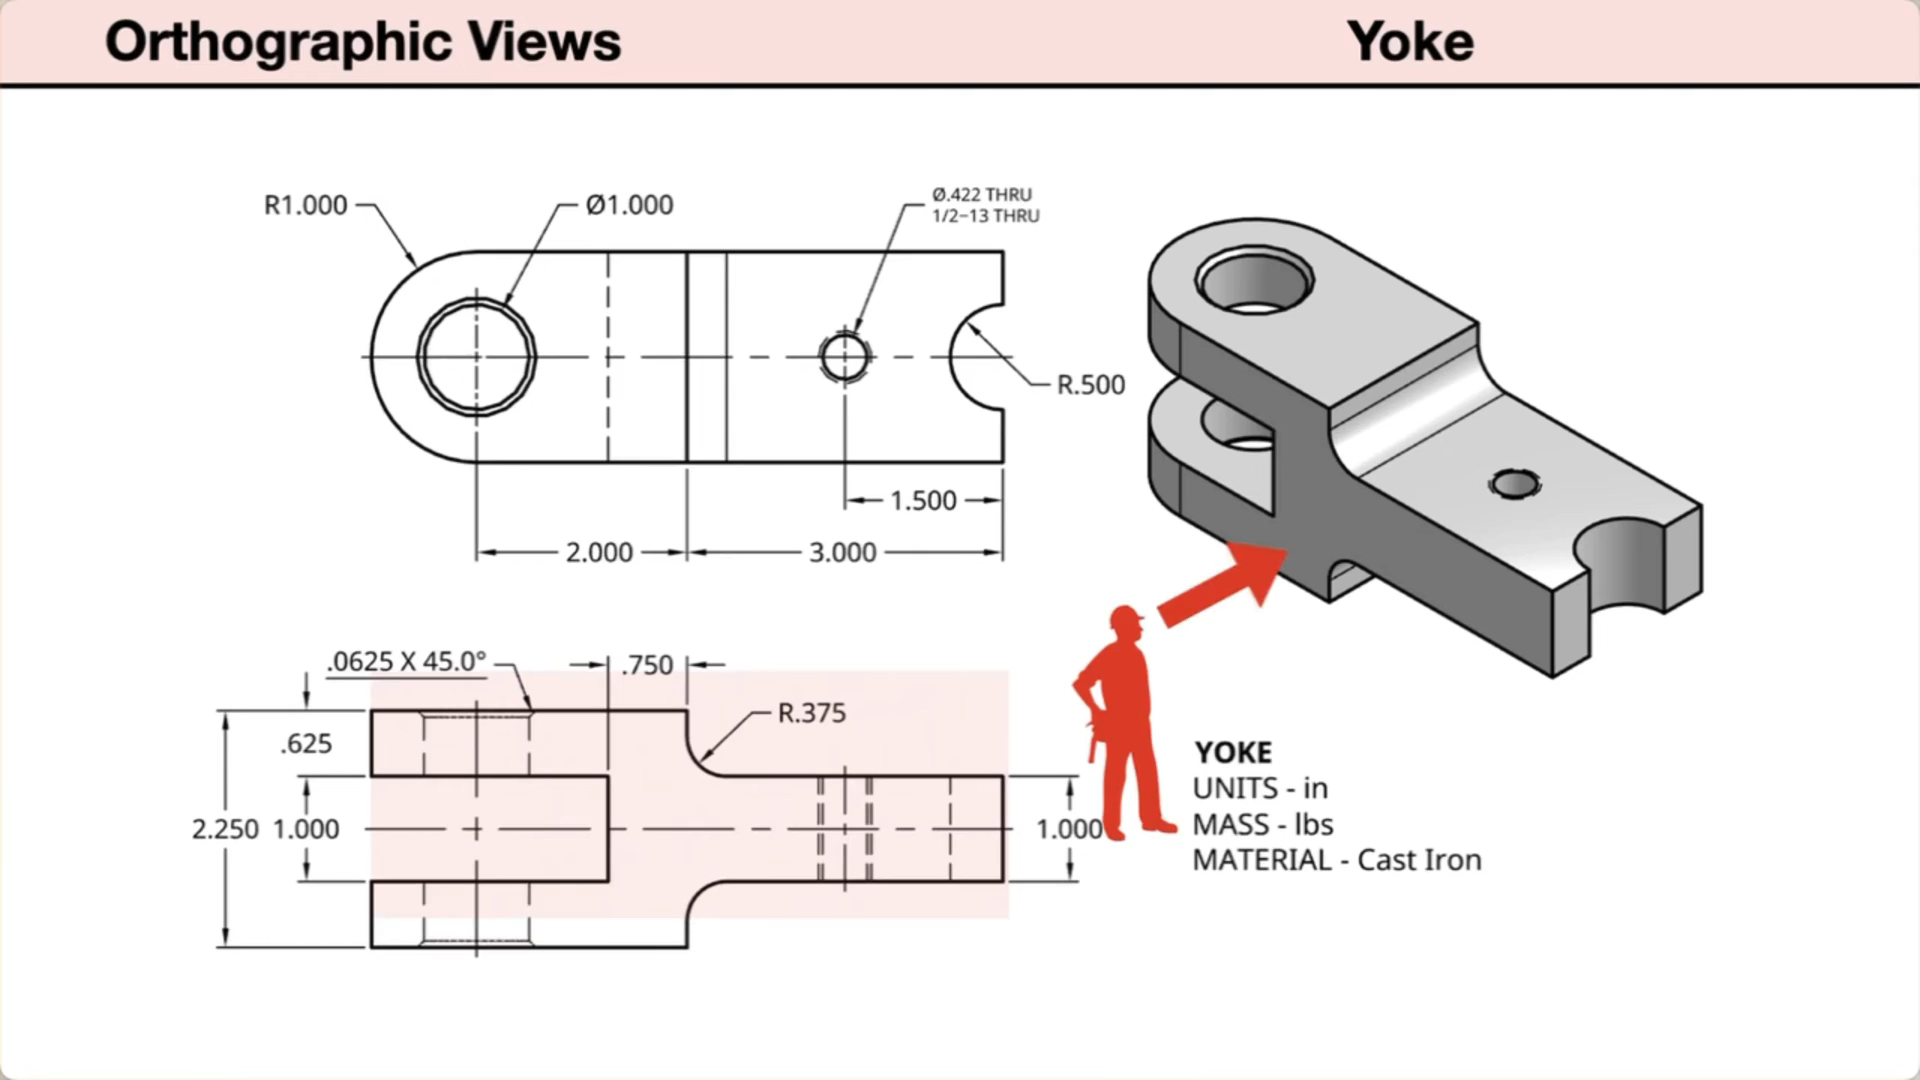 Orthographic Views
Yoke
R1.000
Ø1.000
Ø.422 THRU
1/2−13 THRU
R.500
1.500
2.000
3.000
.0625 X 45.0°
.750
R.375
.625
2.250
1.000
1.000
YOKE
UNITS - in
MASS - lbs
MATERIAL - Cast Iron